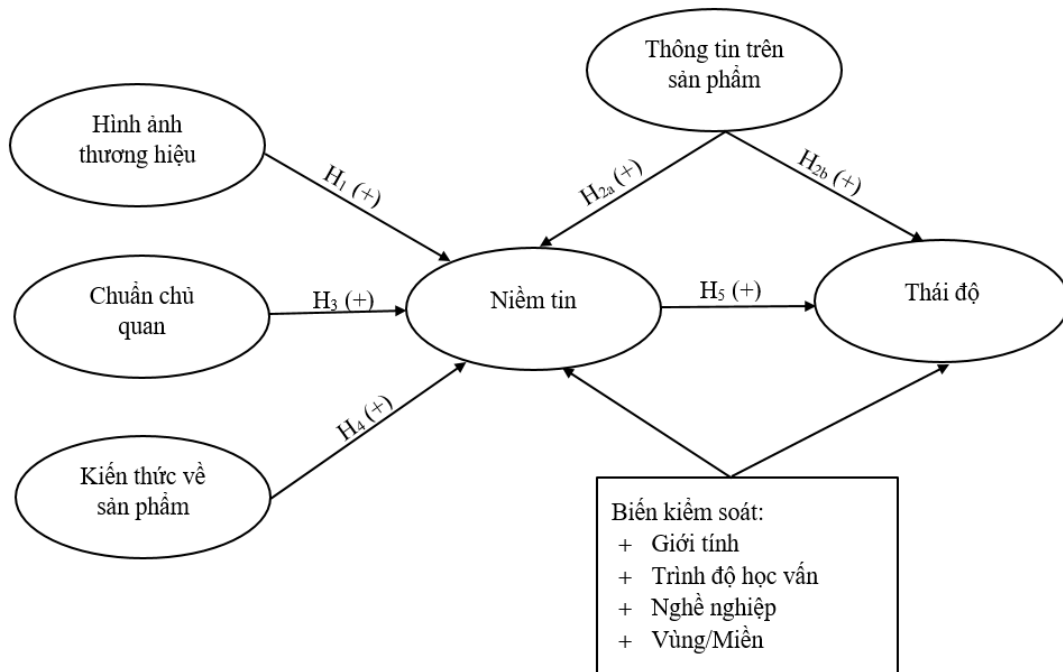 Thông tin trên
sản phẩm
Hình ảnh
thương hiệu
H1 (+)
H2a (+)
H2b (+)
Chuẩn chủ
quan
H3 (+)
Niềm tin
H5 (+)
Thái độ
H4 (+)
Kiến thức về
sản phẩm
Biến kiểm soát:
+ Giới tính
+ Trình độ học vấn
+ Nghề nghiệp
+ Vùng/Miền